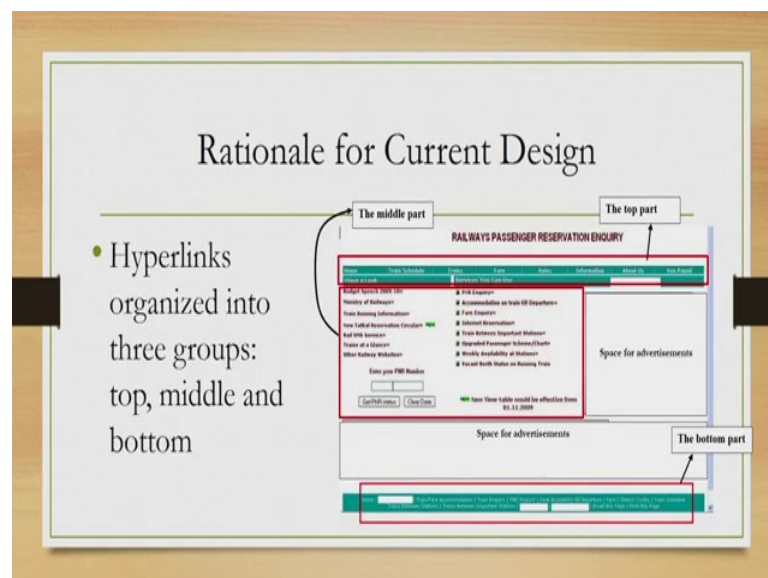 Rationale for Current Design
• Hyperlinks
organized into
three groups:
top, middle and
bottom
The middle part
The top part
RAILWAYS PASSENGER RESERVATION ENQUIRY
Home Train Schedule Trains Fare Rules Information About Us
Have a Look Services You Can Use
Budget Speech 2009-10»
Ministry of Railways»
Train Running Information»
New Tatkal Reservation Circular»
Rail SMS Service»
Trains at a Glance»
Other Railway Websites»
Enter your PNR Number
Get PNR status Clear Data
PNR Enquiry»
Accommodation on train till Departure»
Fare Enquiry»
Internet Reservation»
Train Between Important Stations»
Upgraded Passenger Scheme/Chart»
Weekly Availability at Stations»
Vacant Berth Status on Running Train
New Time-table would be effective from
01.11.2009
Space for advertisements
Space for advertisements
The bottom part
Home